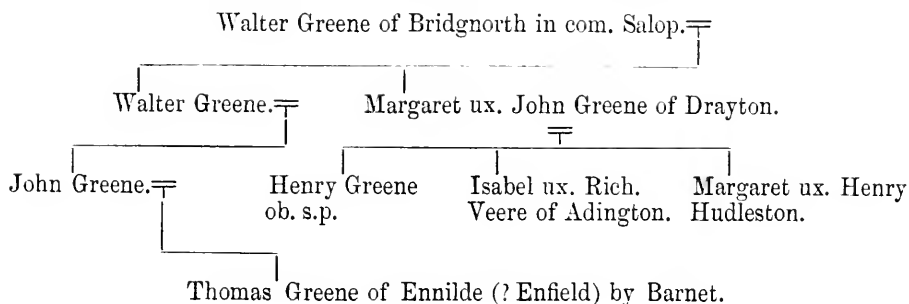 Walter Greene of Bridgnorth in com. Salop.
Walter Greene. Margaret ux. John Greene of Drayton.
John Greene. Henry Greene Isabel ux. Rich. Margaret ux. Henry
ob. s.p. Veere of Adington. Hudleston.
Thomas Greene of Ennilde (? Enfield) by Barnet.